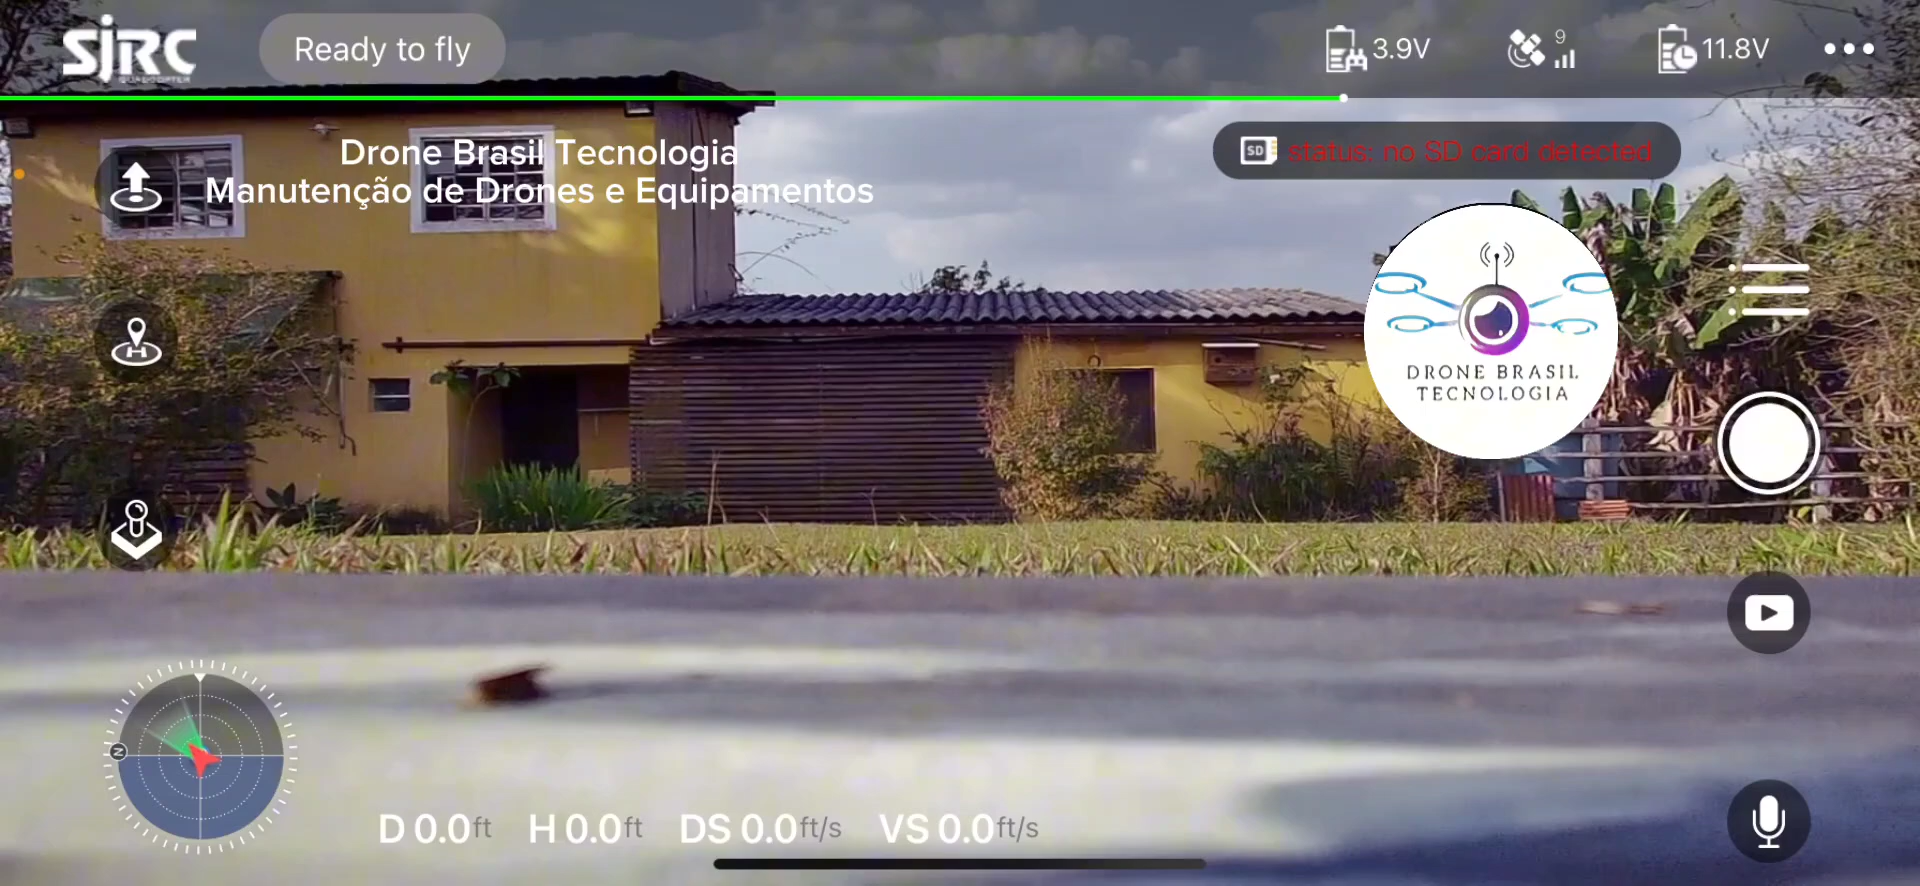 SJRC
Ready to fly
3.9V
9
11.8V
Drone Brasil Tecnologia
Manutenção de Drones e Equipamentos
SD
status: no SD card detected
DRONE BRASIL
TECNOLOGIA
H
N
D 0.0ft H 0.0ft DS 0.0ft/s VS 0.0ft/s